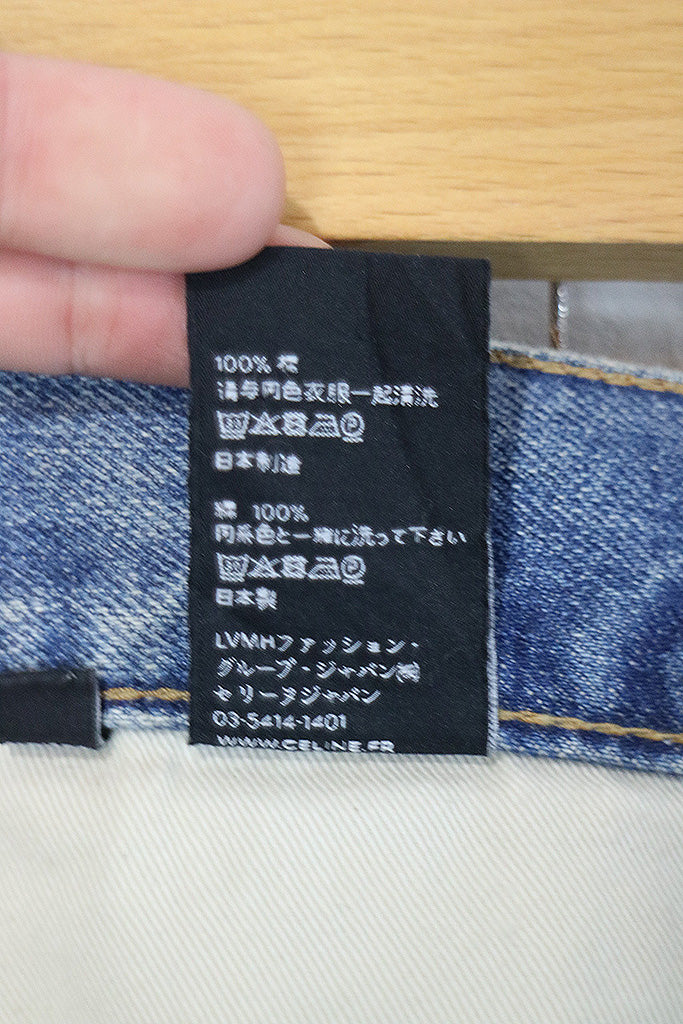 100% 棉
请与同色衣服一起清洗
日本制造
綿 100%
同系色と一緒に洗って下さい
日本製
LVMHファッション・
グループ・ジャパン㈱
セリーヌジャパン
03-5414-1401
WWW.CELINE.FR